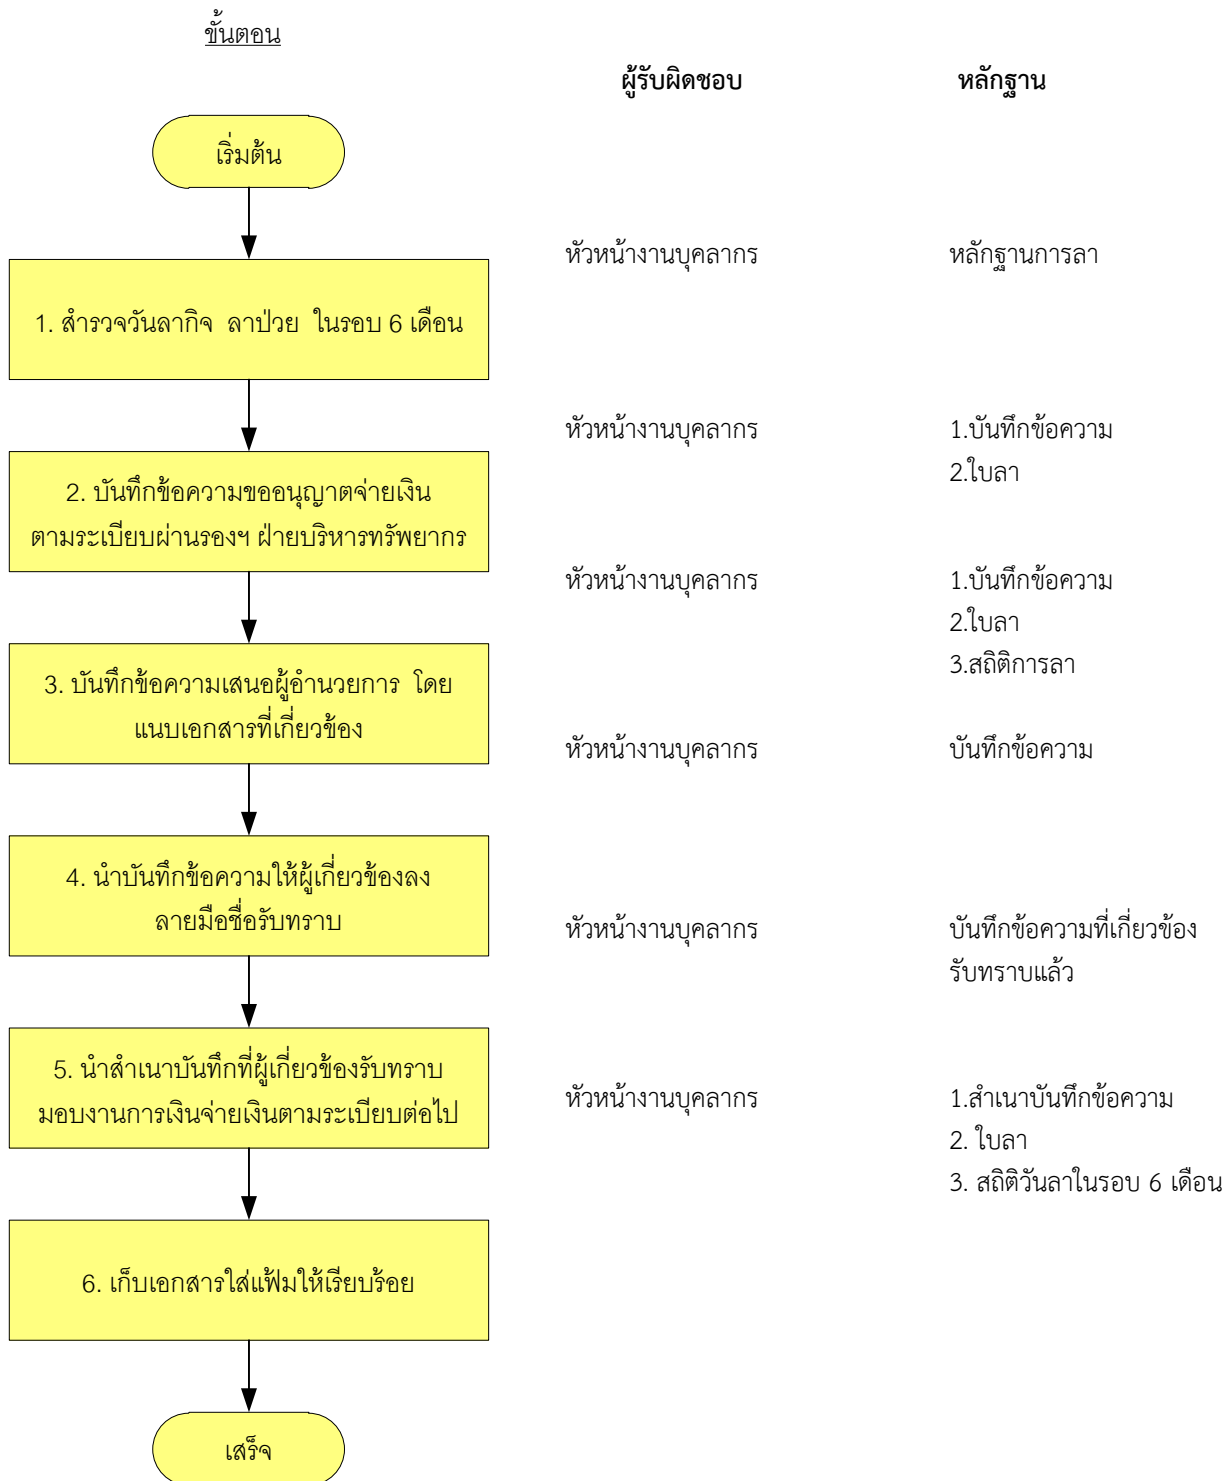 ขั้นตอน
ผู้รับผิดชอบ
หลักฐาน
เริ่มต้น
หัวหน้างานบุคลากร
หลักฐานการลา
1. สำรวจวันลากิจ ลาป่วย ในรอบ 6 เดือน
หัวหน้างานบุคลากร
1.บันทึกข้อความ
2.ใบลา
2. บันทึกข้อความขออนุญาตจ่ายเงิน
ตามระเบียบผ่านรองฯ ฝ่ายบริหารทรัพยากร
หัวหน้างานบุคลากร
1.บันทึกข้อความ
2.ใบลา
3.สถิติการลา
3. บันทึกข้อความเสนอผู้อำนวยการ โดย
แนบเอกสารที่เกี่ยวข้อง
หัวหน้างานบุคลากร
บันทึกข้อความ
4. นำบันทึกข้อความให้ผู้เกี่ยวข้องลง
ลายมือชื่อรับทราบ
หัวหน้างานบุคลากร
บันทึกข้อความที่เกี่ยวข้อง
รับทราบแล้ว
5. นำสำเนาบันทึกที่ผู้เกี่ยวข้องรับทราบ
มอบงานการเงินจ่ายเงินตามระเบียบต่อไป
หัวหน้างานบุคลากร
1.สำเนาบันทึกข้อความ
2. ใบลา
3. สถิติวันลาในรอบ 6 เดือน
6. เก็บเอกสารใส่แฟ้มให้เรียบร้อย
เสร็จ